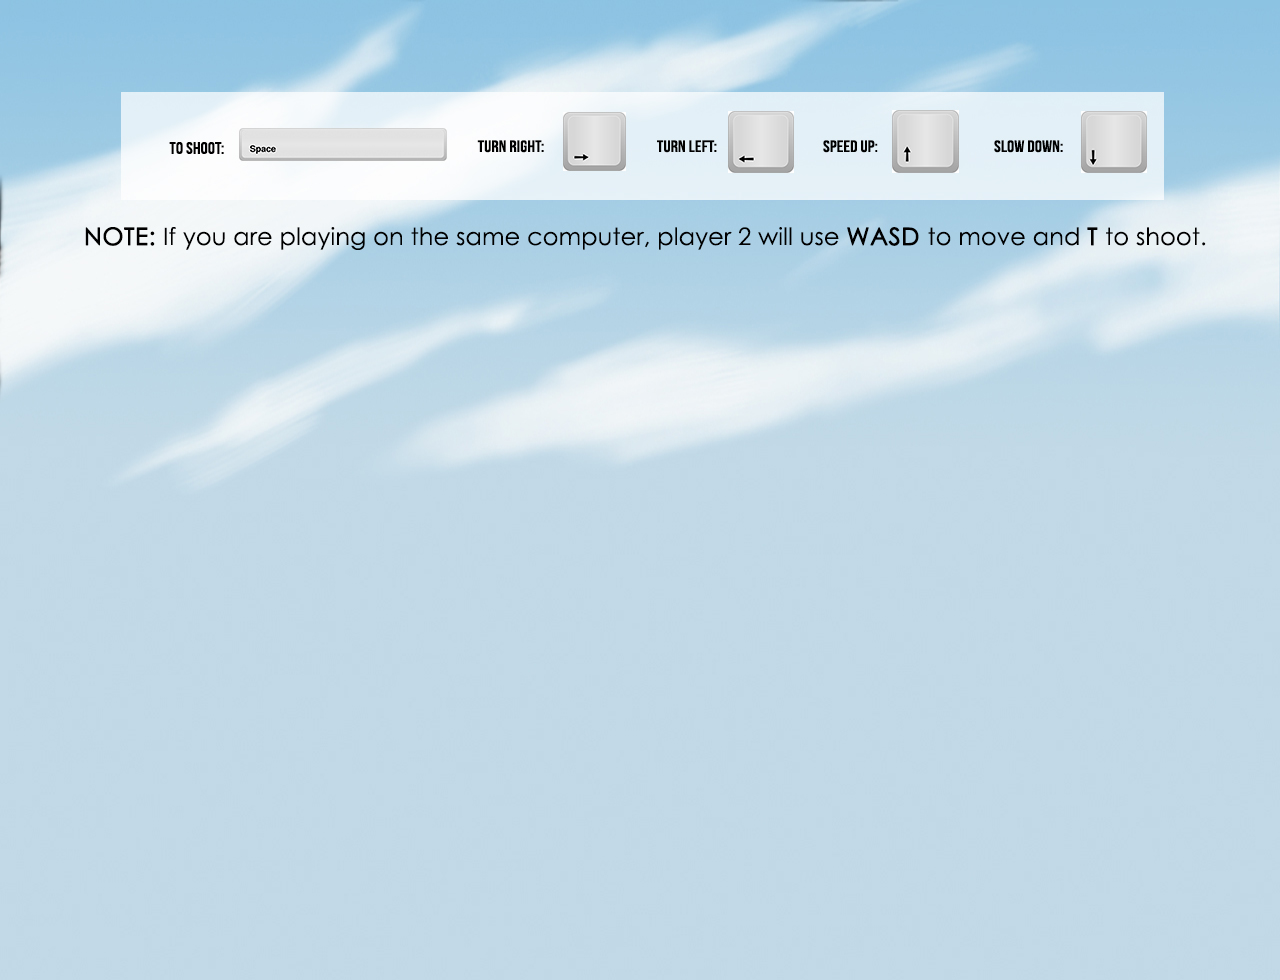 TO SHOOT: Space TURN RIGHT: → TURN LEFT: ← SPEED UP: ↑ SLOW DOWN: ↓
NOTE: If you are playing on the same computer, player 2 will use WASD to move and T to shoot.